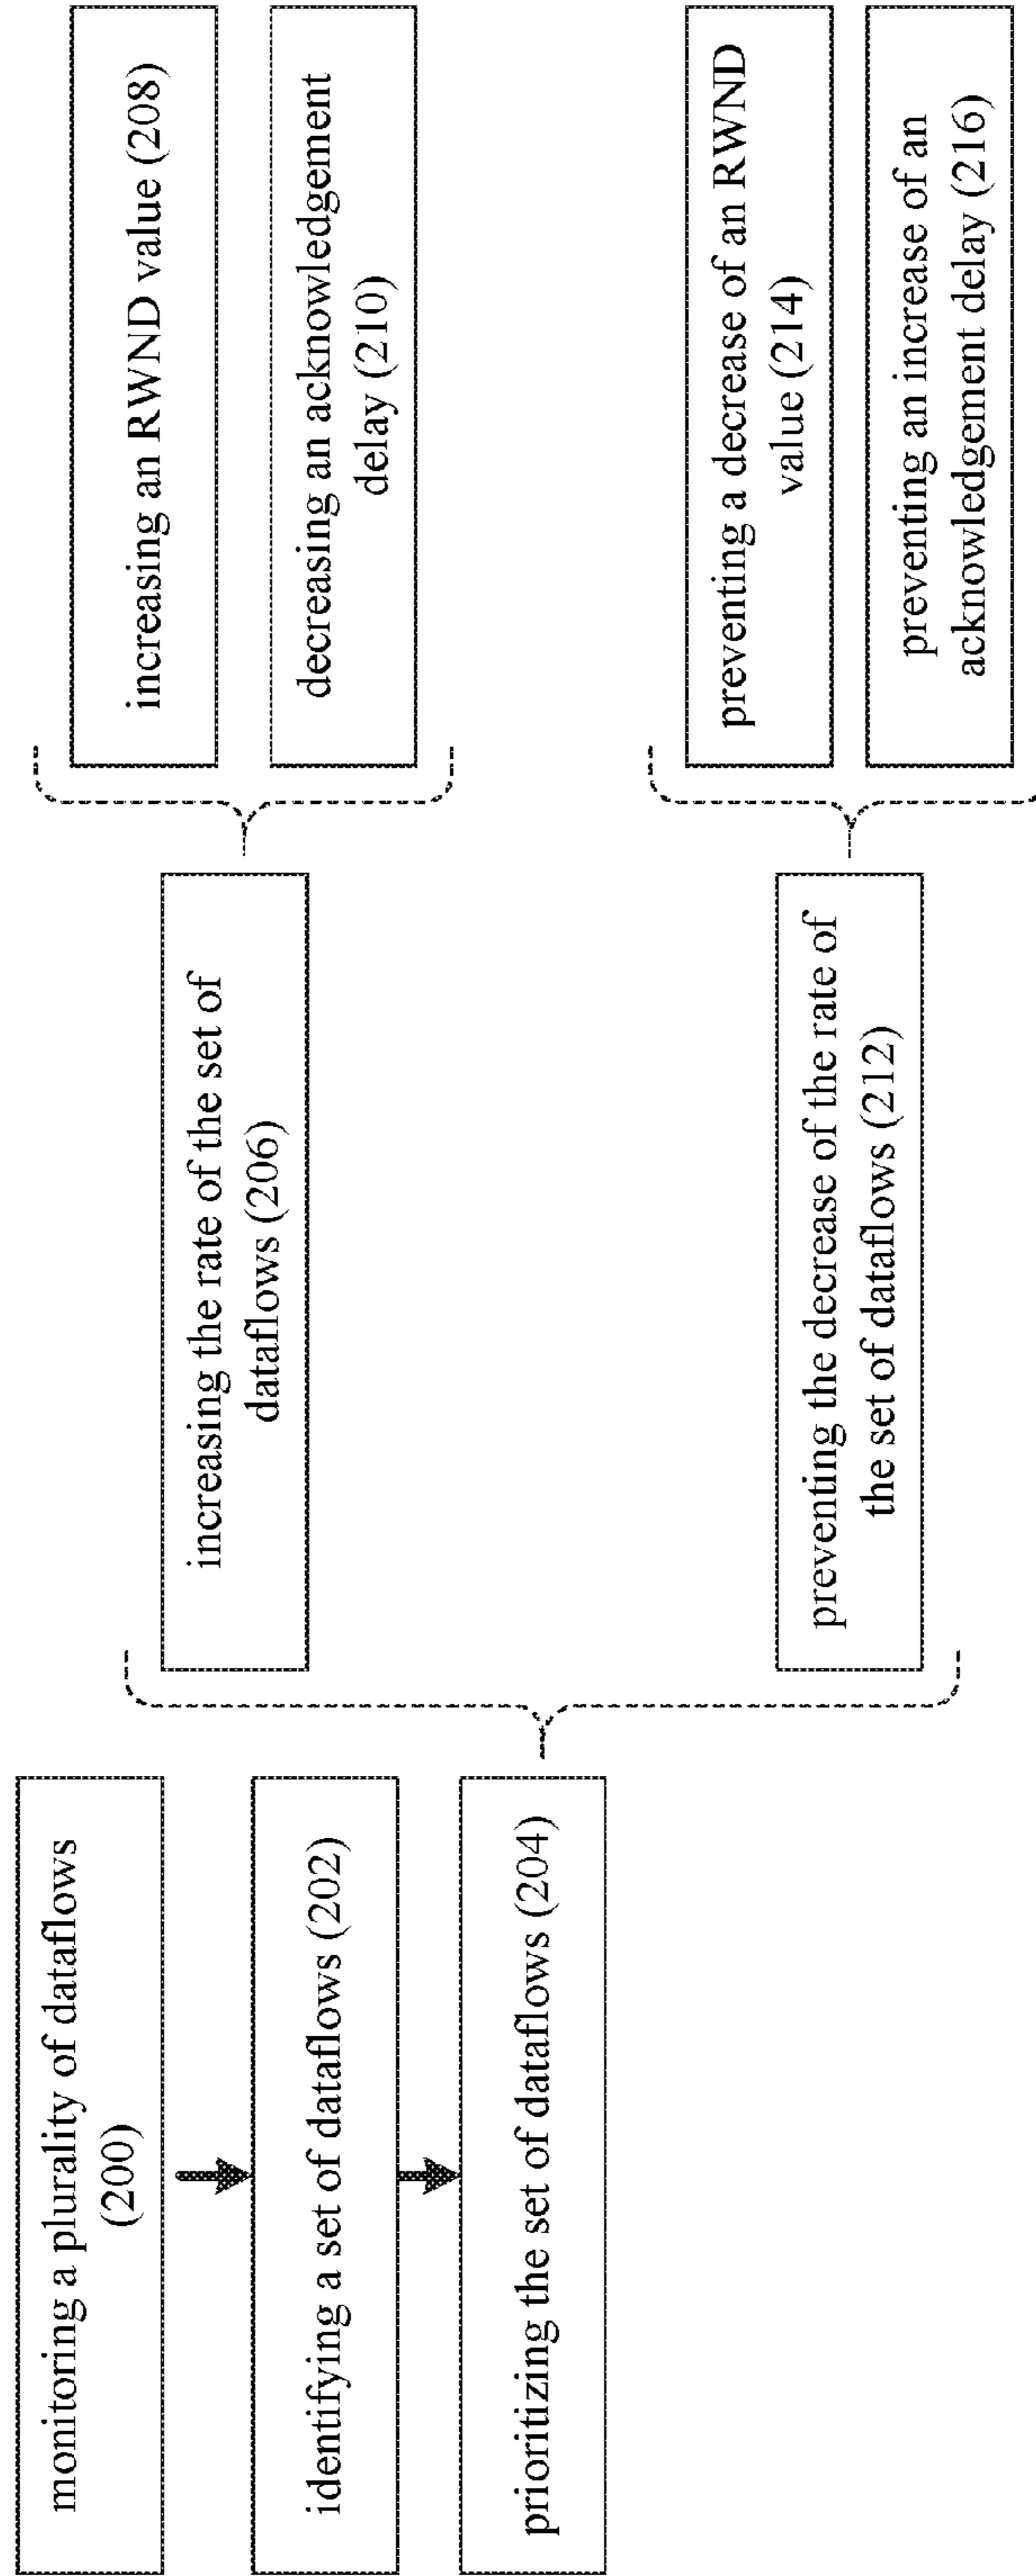 monitoring a plurality of dataflows
(200)
identifying a set of dataflows (202)
prioritizing the set of dataflows (204)
increasing the rate of the set of
dataflows (206)
increasing an RWND value (208)
decreasing an acknowledgement
delay (210)
preventing the decrease of the rate of
the set of dataflows (212)
preventing a decrease of an RWND
value (214)
preventing an increase of an
acknowledgement delay (216)